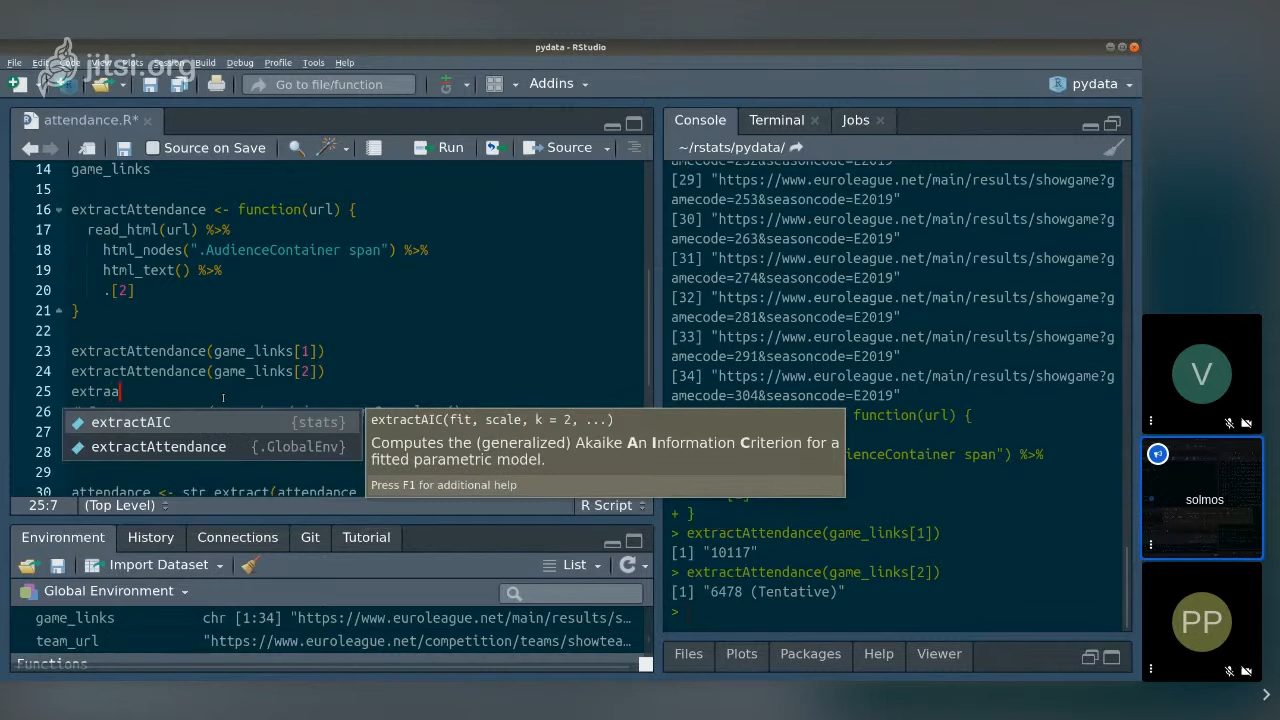 pydata - RStudio
jitsi.org
File Edit Code View Plots Session Build Debug Profile Tools Help
Go to file/function
Addins
pydata
attendance.R*
Source on Save
Run
Source
14 game_links
15
16 extractAttendance <- function(url) {
17 read_html(url) %>%
18 html_nodes(".AudienceContainer span") %>%
19 html_text() %>%
20 .[2]
21 }
22
23 extractAttendance(game_links[1])
24 extractAttendance(game_links[2])
25 extraa
26
27
28
29
30 attendance <- str_extract(attendance
extractAIC {stats}
extractAttendance {.GlobalEnv}
extractAIC(fit, scale, k = 2, ...)
Computes the (generalized) Akaike An Information Criterion for a
fitted parametric model.
Press F1 for additional help
25:7 (Top Level) R Script
Environment History Connections Git Tutorial
Import Dataset
List
Global Environment
game_links chr [1:34] "https://www.euroleague.net/main/results/s…
team_url "https://www.euroleague.net/competition/teams/showtea…
Functions
Console Terminal Jobs
~/rstats/pydata/
amecode=252&seasoncode=E2019"
[29] "https://www.euroleague.net/main/results/showgame?g
amecode=253&seasoncode=E2019"
[30] "https://www.euroleague.net/main/results/showgame?g
amecode=263&seasoncode=E2019"
[31] "https://www.euroleague.net/main/results/showgame?g
amecode=274&seasoncode=E2019"
[32] "https://www.euroleague.net/main/results/showgame?g
amecode=281&seasoncode=E2019"
[33] "https://www.euroleague.net/main/results/showgame?g
amecode=291&seasoncode=E2019"
[34] "https://www.euroleague.net/main/results/showgame?g
amecode=304&seasoncode=E2019"
function(url) {
ienceContainer span") %>%
+ }
> extractAttendance(game_links[1])
[1] "10117"
> extractAttendance(game_links[2])
[1] "6478 (Tentative)"
>
Files Plots Packages Help Viewer
V
solmos
PP